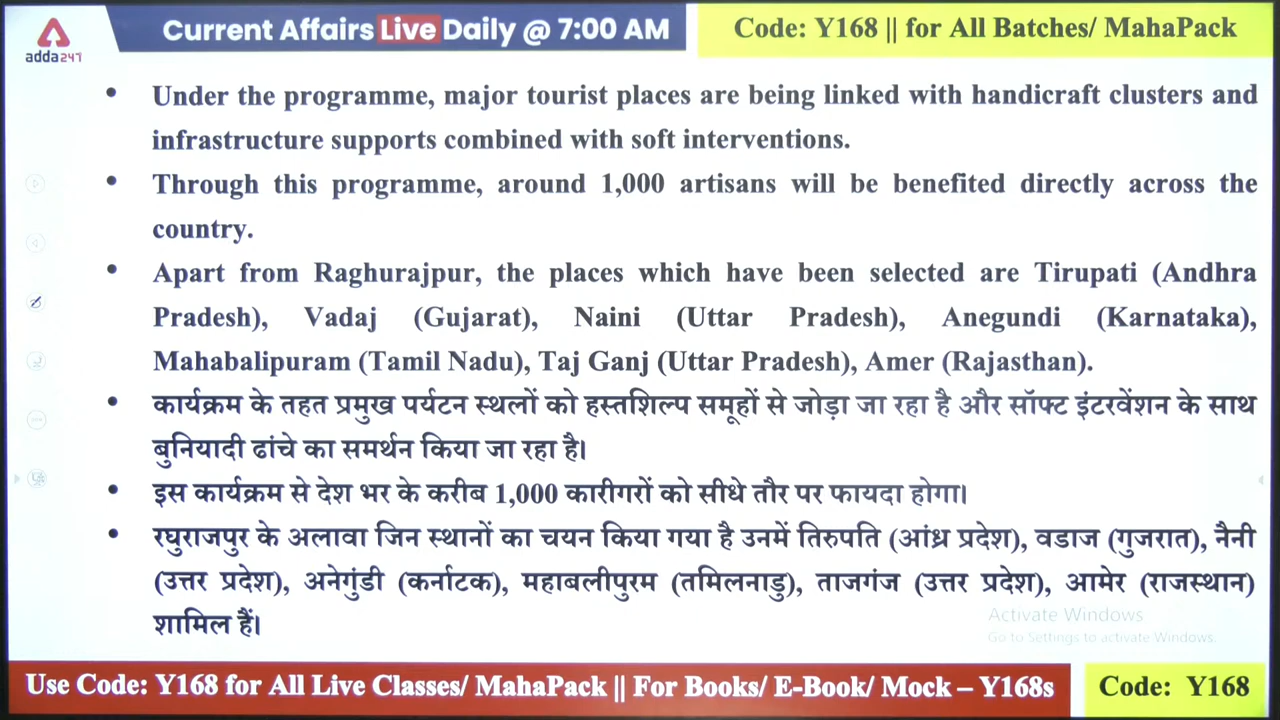 Current Affairs Live Daily @ 7:00 AM
Code: Y168 || for All Batches/ MahaPack
adda247
Under the programme, major tourist places are being linked with handicraft clusters and
infrastructure supports combined with soft interventions.
Through this programme, around 1,000 artisans will be benefited directly across the
country.
Apart from Raghurajpur, the places which have been selected are Tirupati (Andhra
Pradesh), Vadaj (Gujarat), Naini (Uttar Pradesh), Anegundi (Karnataka),
Mahabalipuram (Tamil Nadu), Taj Ganj (Uttar Pradesh), Amer (Rajasthan).
कार्यक्रम के तहत प्रमुख पर्यटन स्थलों को हस्तशिल्प समूहों से जोड़ा जा रहा है और सॉफ्ट इंटरवेंशन के साथ
बुनियादी ढांचे का समर्थन किया जा रहा है।
इस कार्यक्रम से देश भर के करीब 1,000 कारीगरों को सीधे तौर पर फायदा होगा।
रघुराजपुर के अलावा जिन स्थानों का चयन किया गया है उनमें तिरुपति (आंध्र प्रदेश), वडाज (गुजरात), नैनी
(उत्तर प्रदेश), अनेगुंडी (कर्नाटक), महाबलीपुरम (तमिलनाडु), ताजगंज (उत्तर प्रदेश), आमेर (राजस्थान)
शामिल हैं।
Activate Windows
Go to Settings to activate Windows.
Use Code: Y168 for All Live Classes/ MahaPack || For Books/ E-Book/ Mock – Y168s
Code: Y168